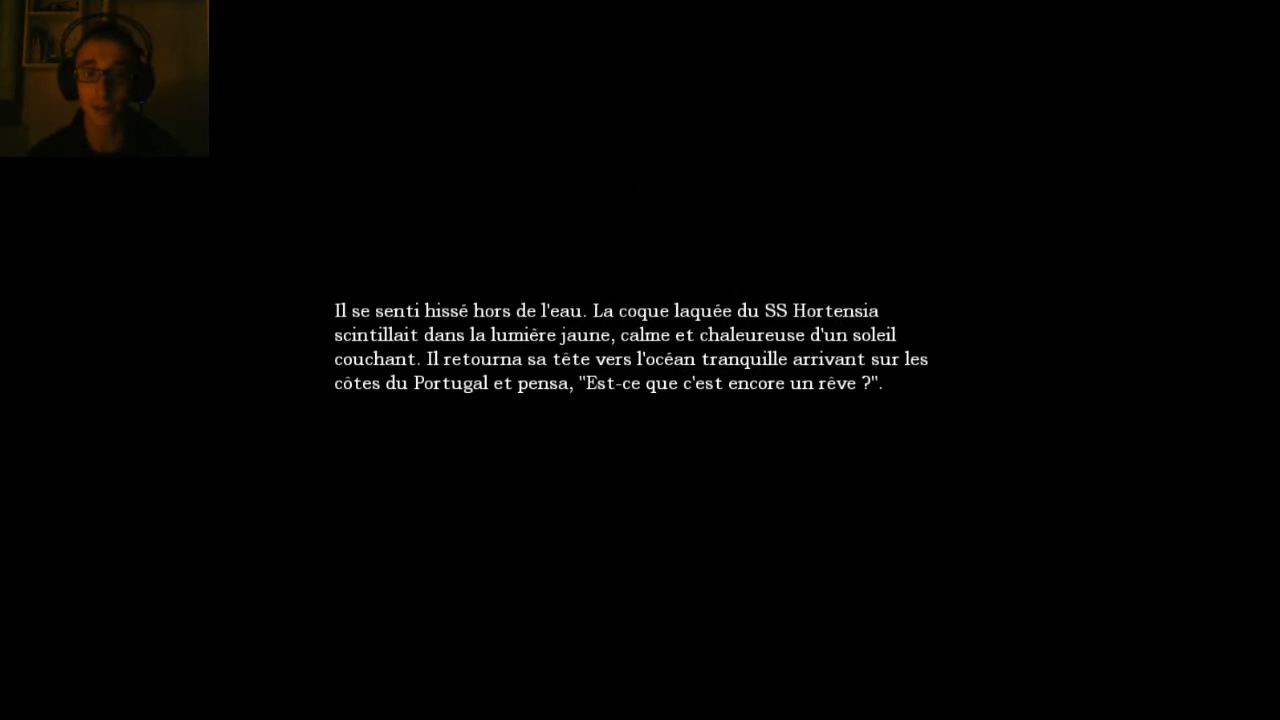 Il se senti hissé hors de l'eau. La coque laquée du SS Hortensia
scintillait dans la lumière jaune, calme et chaleureuse d'un soleil
couchant. Il retourna sa tête vers l'océan tranquille arrivant sur les
côtes du Portugal et pensa, "Est-ce que c'est encore un rêve ?".